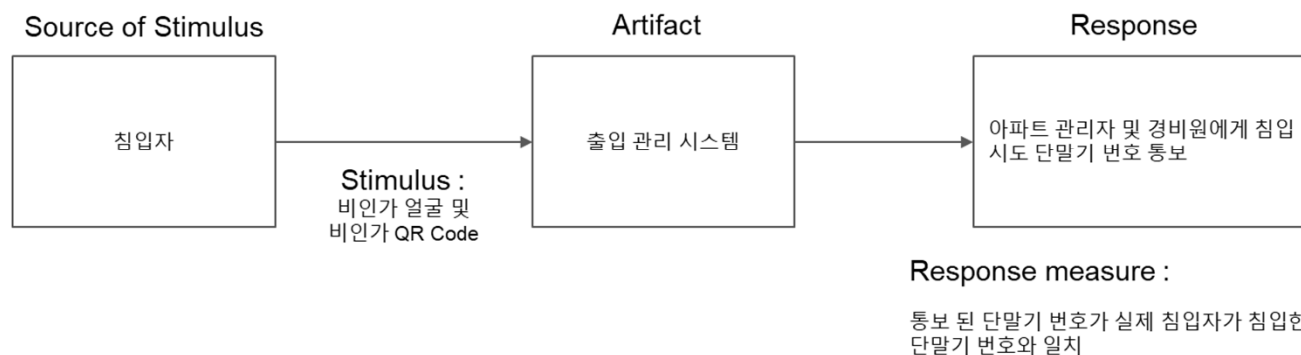 Source of Stimulus
Artifact
Response
침입자
출입 관리 시스템
아파트 관리자 및 경비원에게 침입
시도 단말기 번호 통보
Stimulus :
비인가 얼굴 및
비인가 QR Code
Response measure :
통보 된 단말기 번호가 실제 침입자가 침입한
단말기 번호와 일치